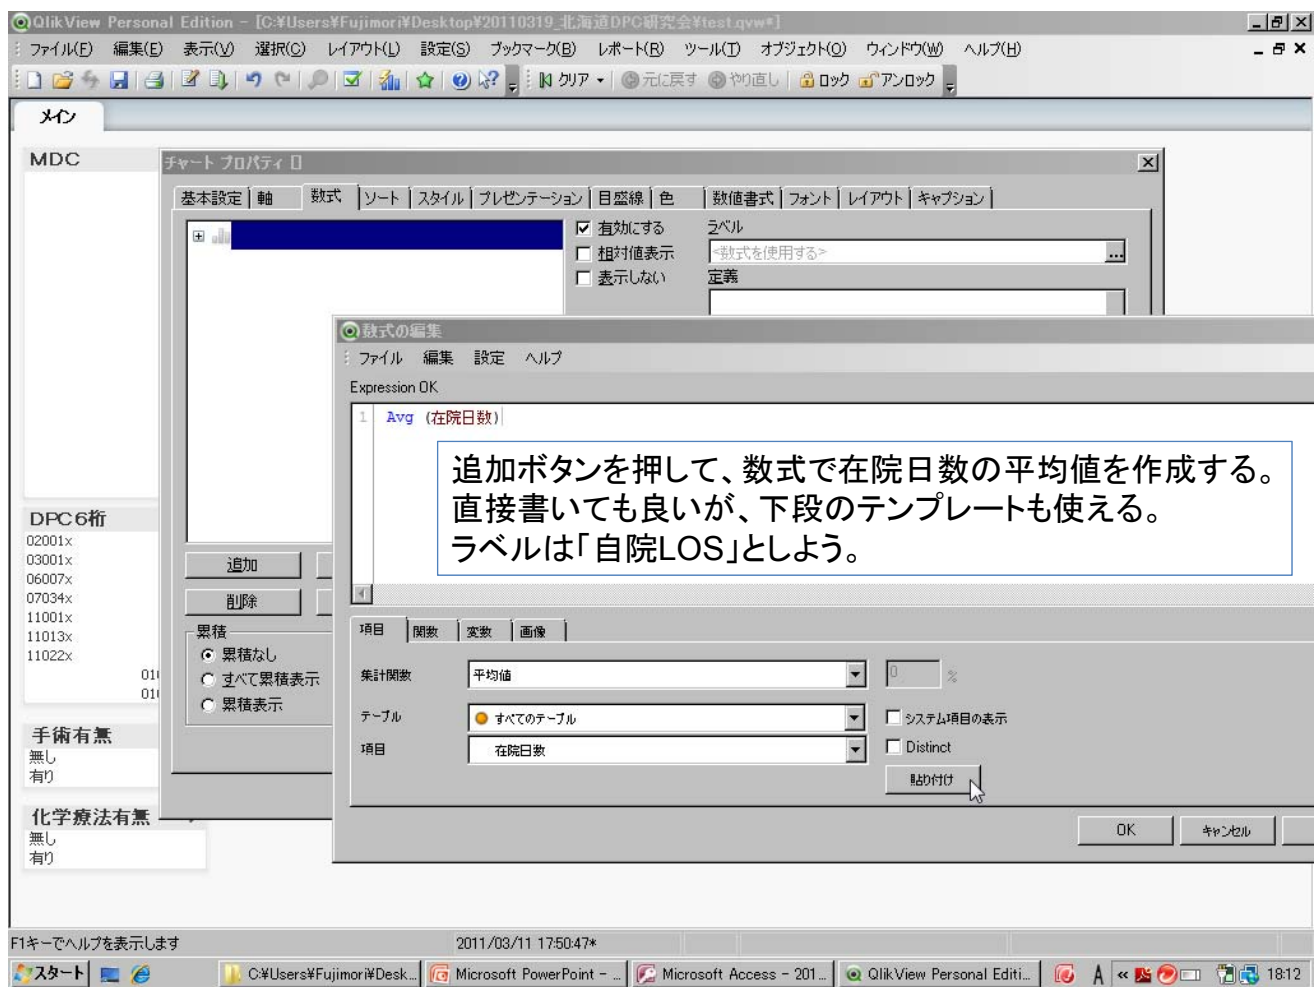 QlikView Personal Edition - [C:¥Users¥Fujimori¥Desktop¥20110319_北海道DPC研究会¥test.qvw*]
ファイル(F) 編集(E) 表示(V) 選択(C) レイアウト(L) 設定(S) ブックマーク(B) レポート(R) ツール(T) オブジェクト(O) ウィンドウ(W) ヘルプ(H)
クリア 元に戻す やり直し ロック アンロック
メイン
MDC
チャート プロパティ []
基本設定 軸 数式 ソート スタイル プレゼンテーション 目盛線 色 数値書式 フォント レイアウト キャプション
有効にする ラベル
相対値表示 <数式を使用する> ...
表示しない 定義
数式の編集
ファイル 編集 設定 ヘルプ
Expression OK
1 Avg (在院日数)
追加ボタンを押して、数式で在院日数の平均値を作成する。
直接書いても良いが、下段のテンプレートも使える。
ラベルは「自院LOS」としよう。
DPC6桁
02001x
03001x
06007x
07034x
11001x
11013x
11022x
追加
削除
累積
累積なし
すべて累積表示
累積表示
項目 関数 変数 画像
集計関数 平均値 0 %
テーブル すべてのテーブル システム項目の表示
項目 在院日数 Distinct
貼り付け
OK キャンセル
手術有無
無し
有り
化学療法有無
無し
有り
F1キーでヘルプを表示します 2011/03/11 17:50:47*
スタート C:¥Users¥Fujimori¥Desk... Microsoft PowerPoint - ... Microsoft Access - 201... QlikView Personal Editi... A « 18:12